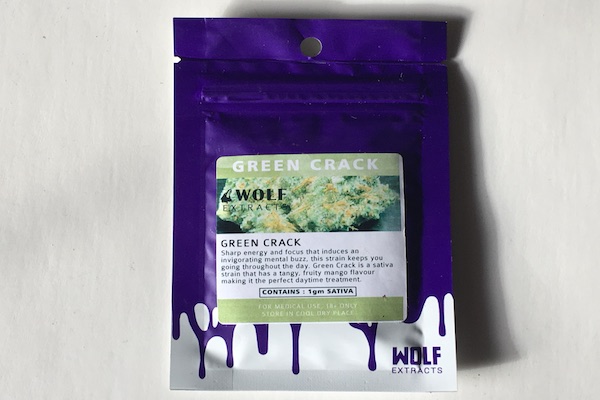 GREEN CRACK
WOLF
EXTRACTS
GREEN CRACK
Sharp energy and focus that induces an
invigorating mental buzz, this strain keeps you
going throughout the day. Green Crack is a sativa
strain that has a tangy, fruity mango flavour
making it the perfect daytime treatment.
CONTAINS : 1gm SATIVA
FOR MEDICAL USE, 18+ ONLY
STORE IN COOL DRY PLACE
WOLF
EXTRACTS